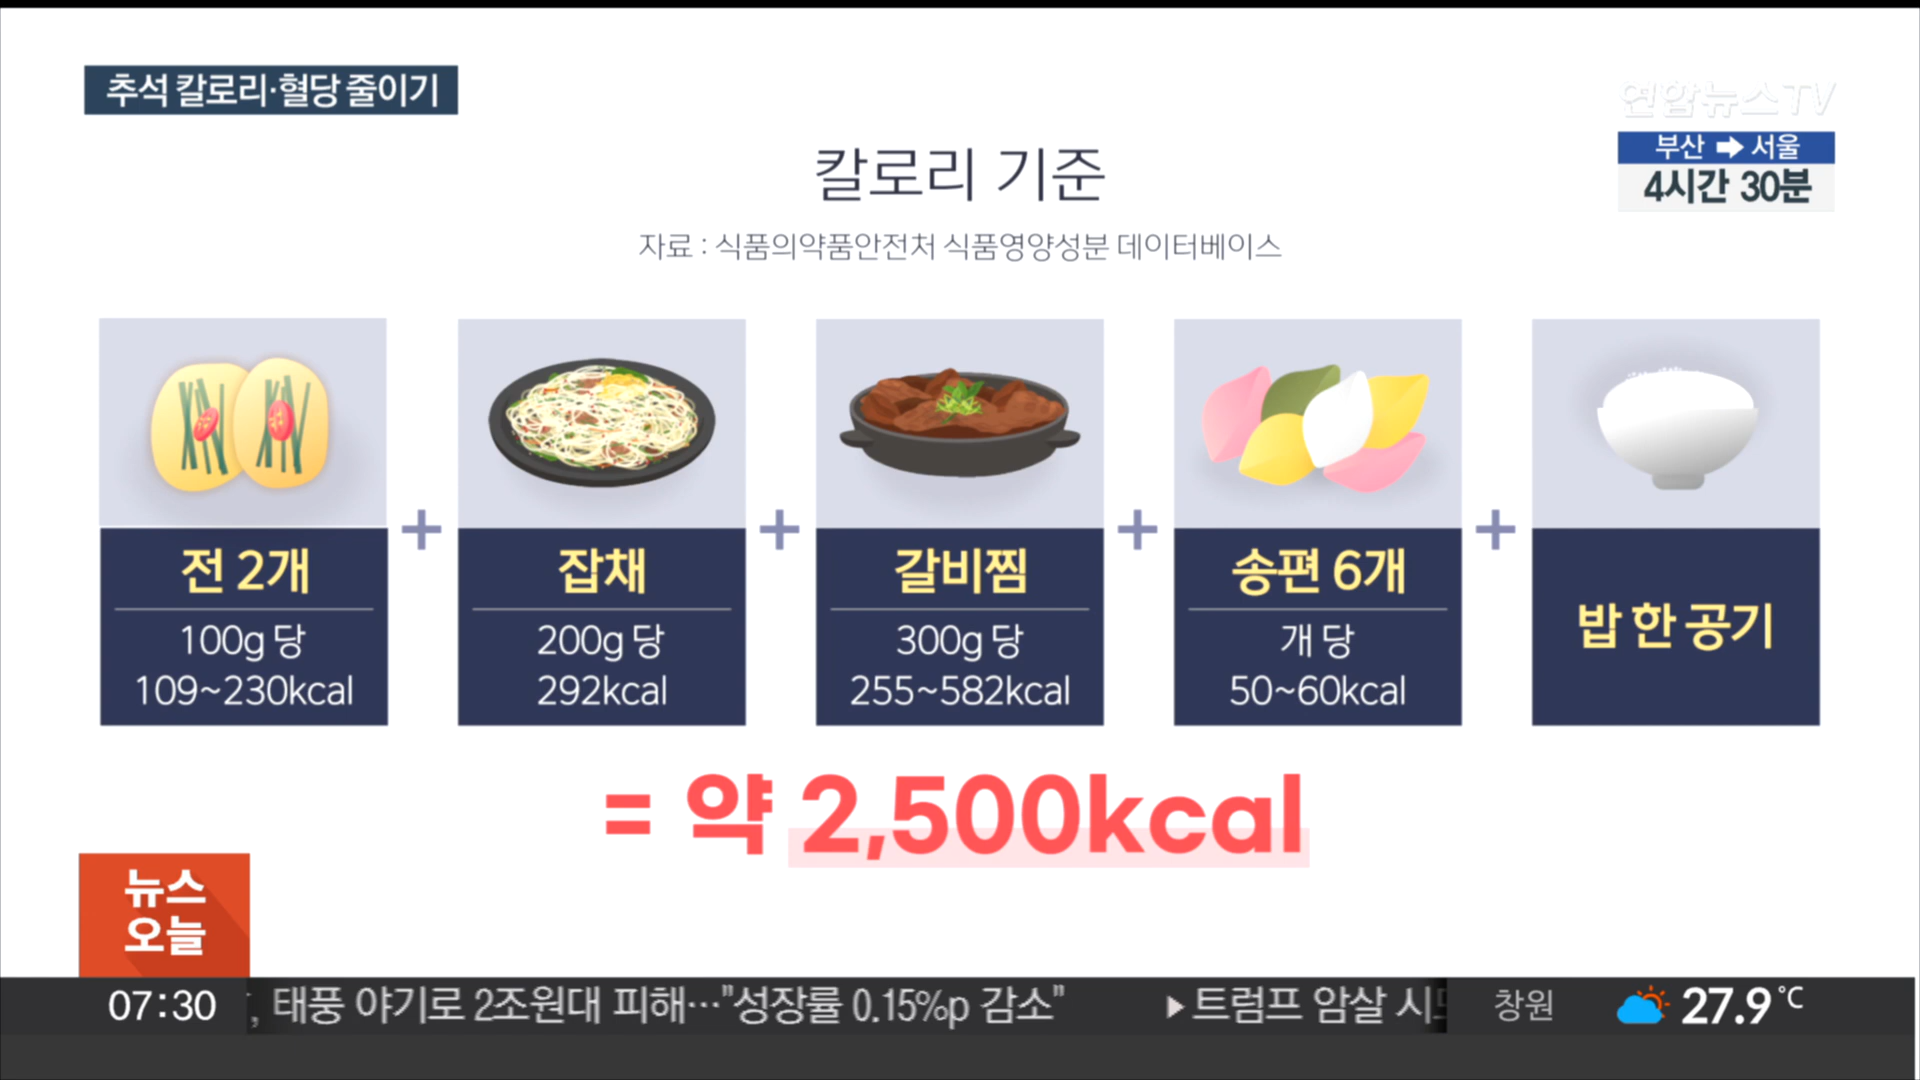 추석 칼로리·혈당 줄이기
연합뉴스TV
부산 ➡ 서울
4시간 30분
칼로리 기준
자료 : 식품의약품안전처 식품영양성분 데이터베이스
전 2개
100g 당
109~230kcal
+
잡채
200g 당
292kcal
+
갈비찜
300g 당
255~582kcal
+
송편 6개
개 당
50~60kcal
+
밥 한 공기
= 약 2,500kcal
뉴스
오늘
07:30
, 태풍 야기로 2조원대 피해…"성장률 0.15%p 감소"
▶트럼프 암살 시
창원
27.9℃